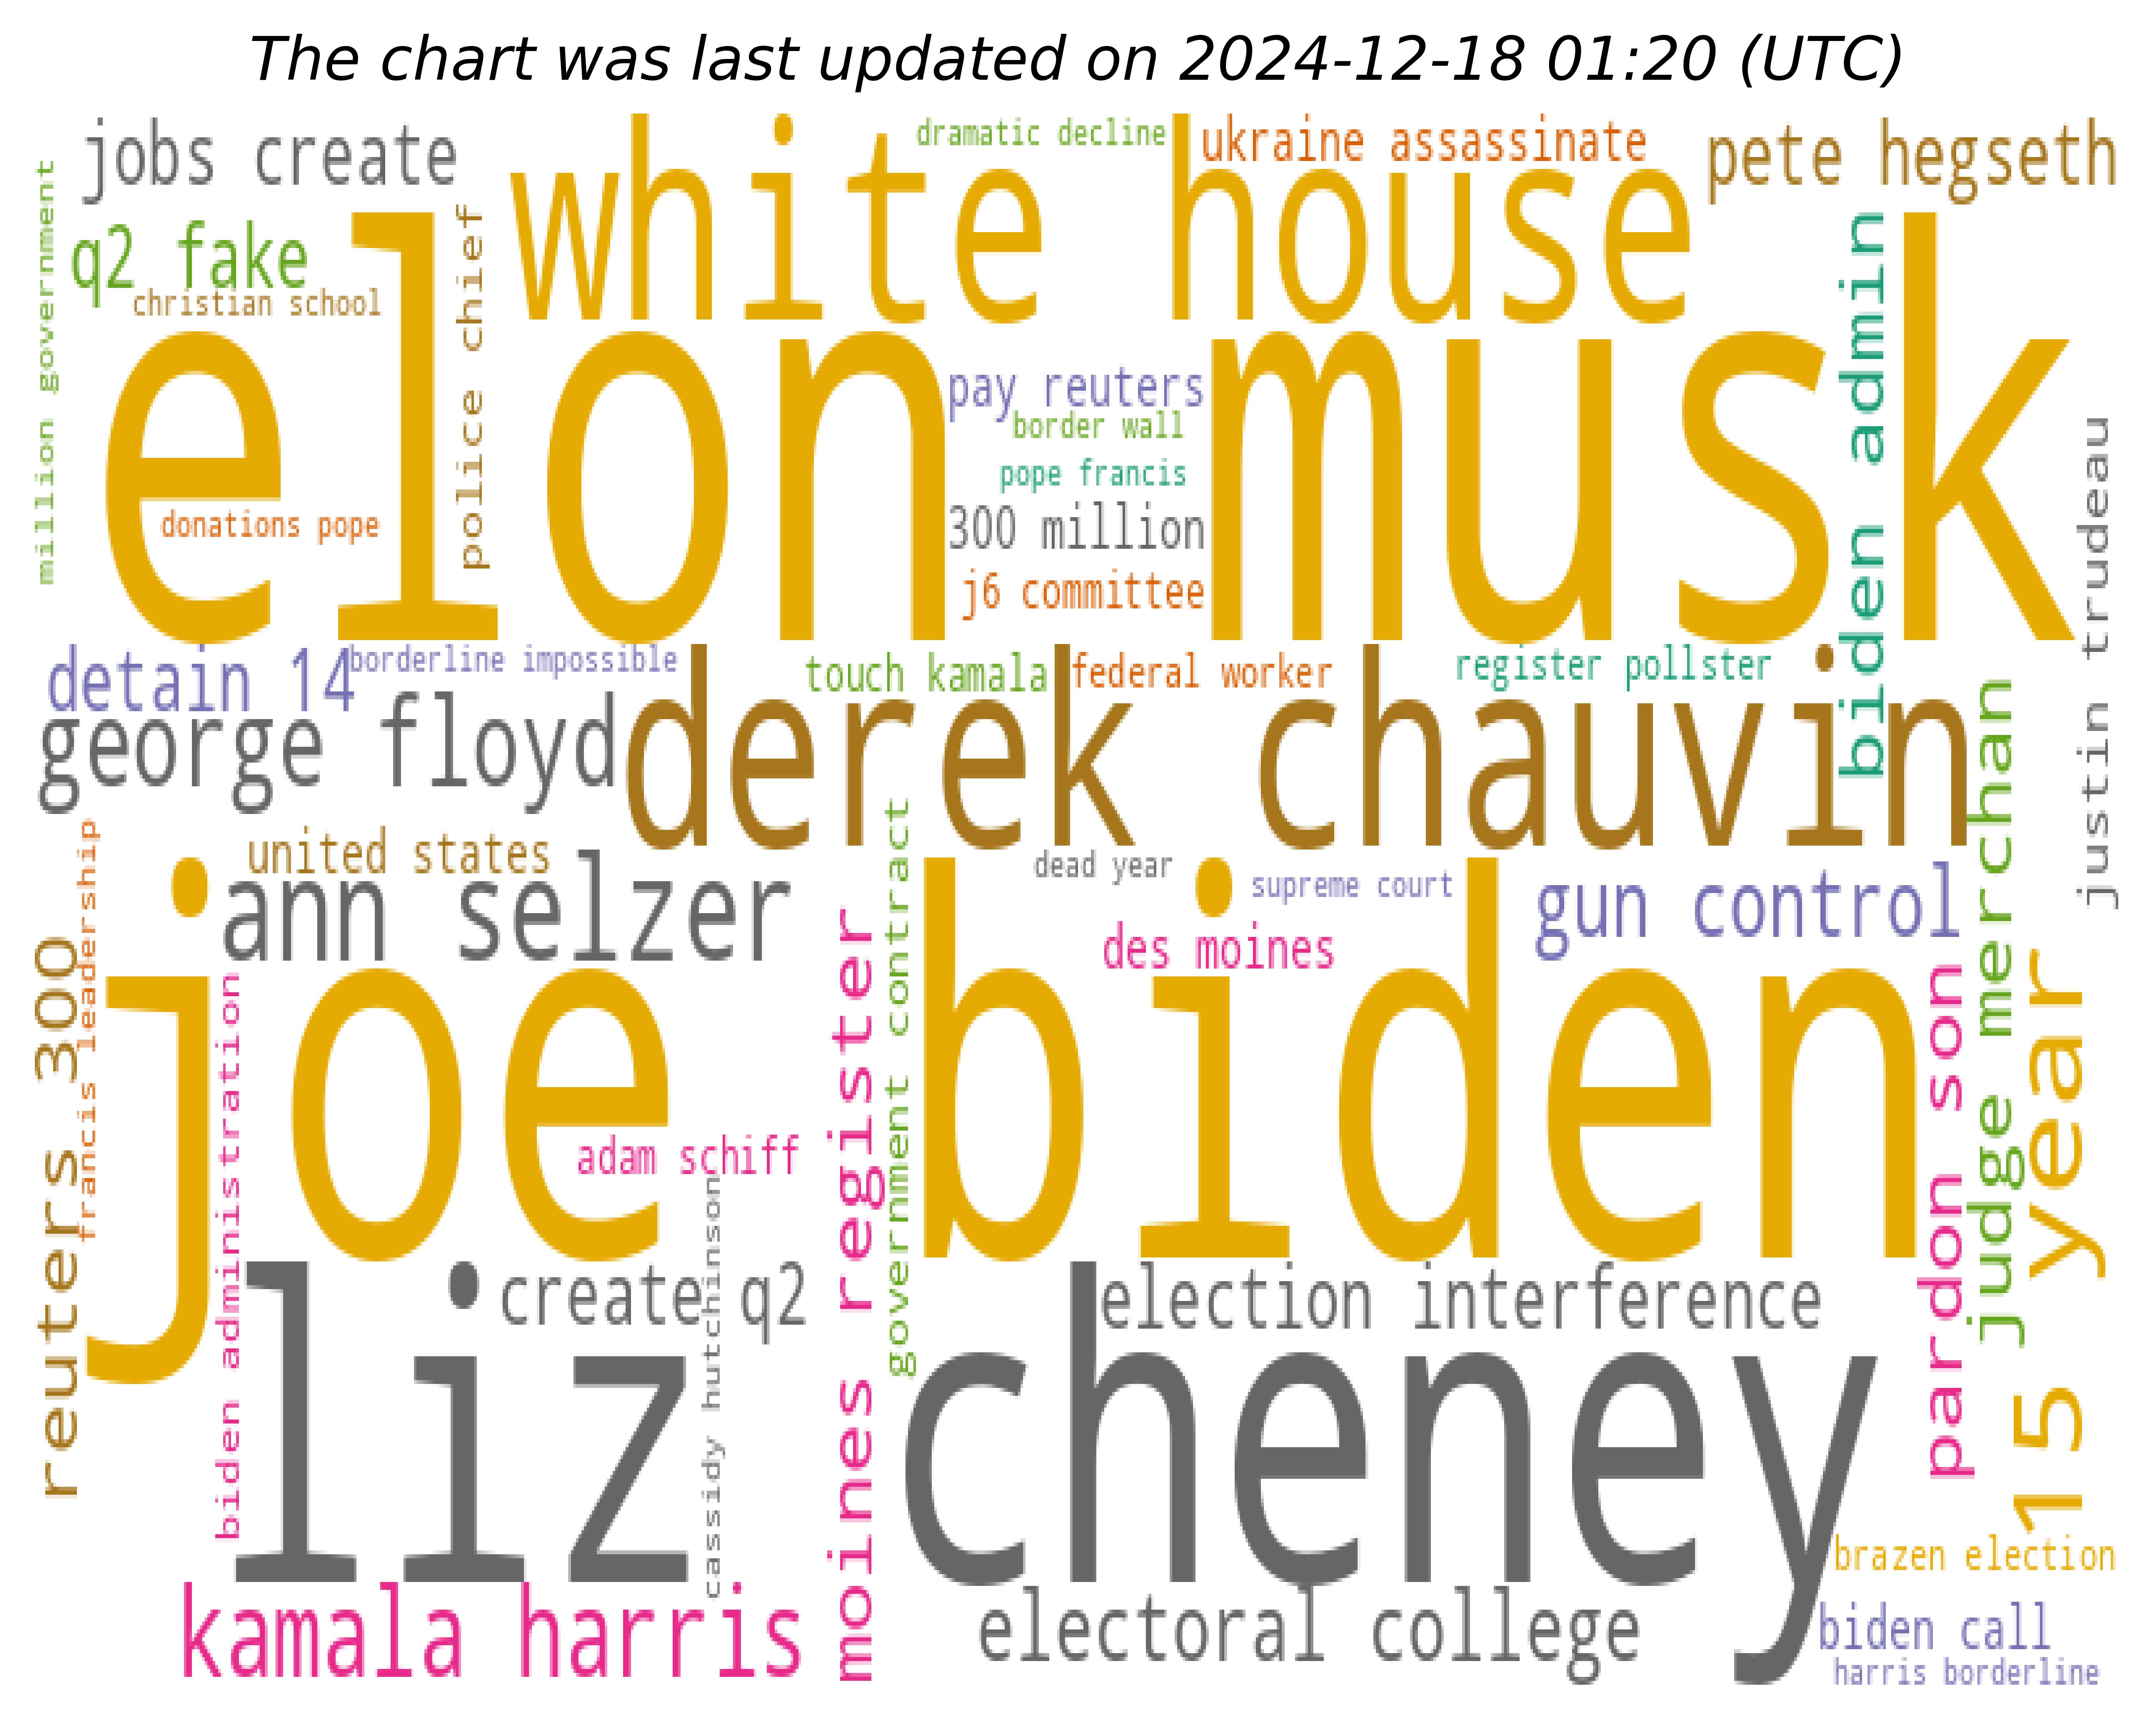 The chart was last updated on 2024-12-18 01:20 (UTC)
jobs create
white house
dramatic decline
ukraine assassinate
pete hegseth
million government
q2 fake
christian school
police chief
elon musk
biden admin
pay reuters
border wall
pope francis
300 million
j6 committee
donations pope
justin trudeau
detain 14
borderline impossible
touch kamala
federal worker
register pollster
george floyd
derek chauvin
judge merchan
united states
ann selzer
dead year
supreme court
gun control
des moines
francis leadership
reuters 300
joe biden
biden administration
adam schiff
moines register
government contract
pardon son
15 year
liz cheney
create q2
cassidy hutchinson
election interference
brazen election
kamala harris
electoral college
biden call
harris borderline